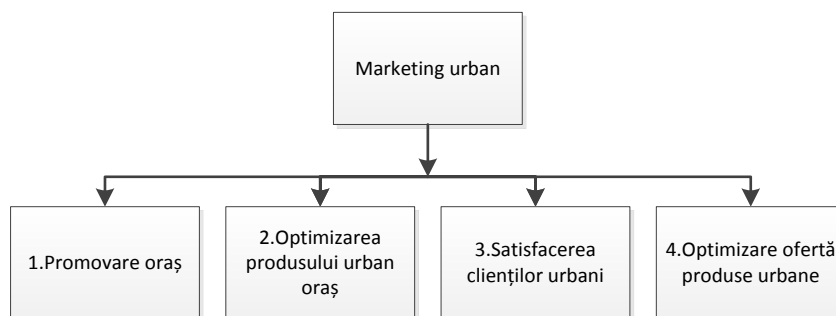 Marketing urban
1.Promovare oraș
2.Optimizarea
produsului urban
oraș
3.Satisfacerea
clienților urbani
4.Optimizare ofertă
produse urbane